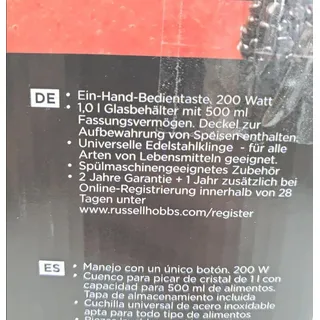 DE
• Ein-Hand-Bedientaste. 200 Watt
• 1,0 l Glasbehälter mit 500 ml
Fassungsvermögen. Deckel zur
Aufbewahrung von Speisen enthalten.
• Universelle Edelstahlklinge - für alle
Arten von Lebensmitteln geeignet.
• Spülmaschinengeeignetes Zubehör
• 2 Jahre Garantie + 1 Jahr zusätzlich bei
Online-Registrierung innerhalb von 28
Tagen unter
www.russellhobbs.com/register
ES
• Manejo con un único botón. 200 W
• Cuenco para picar de cristal de 1 l con
capacidad para 500 ml de alimentos.
Tapa de almacenamiento incluida
• Cuchilla universal de acero inoxidable
apta para todo tipo de alimentos